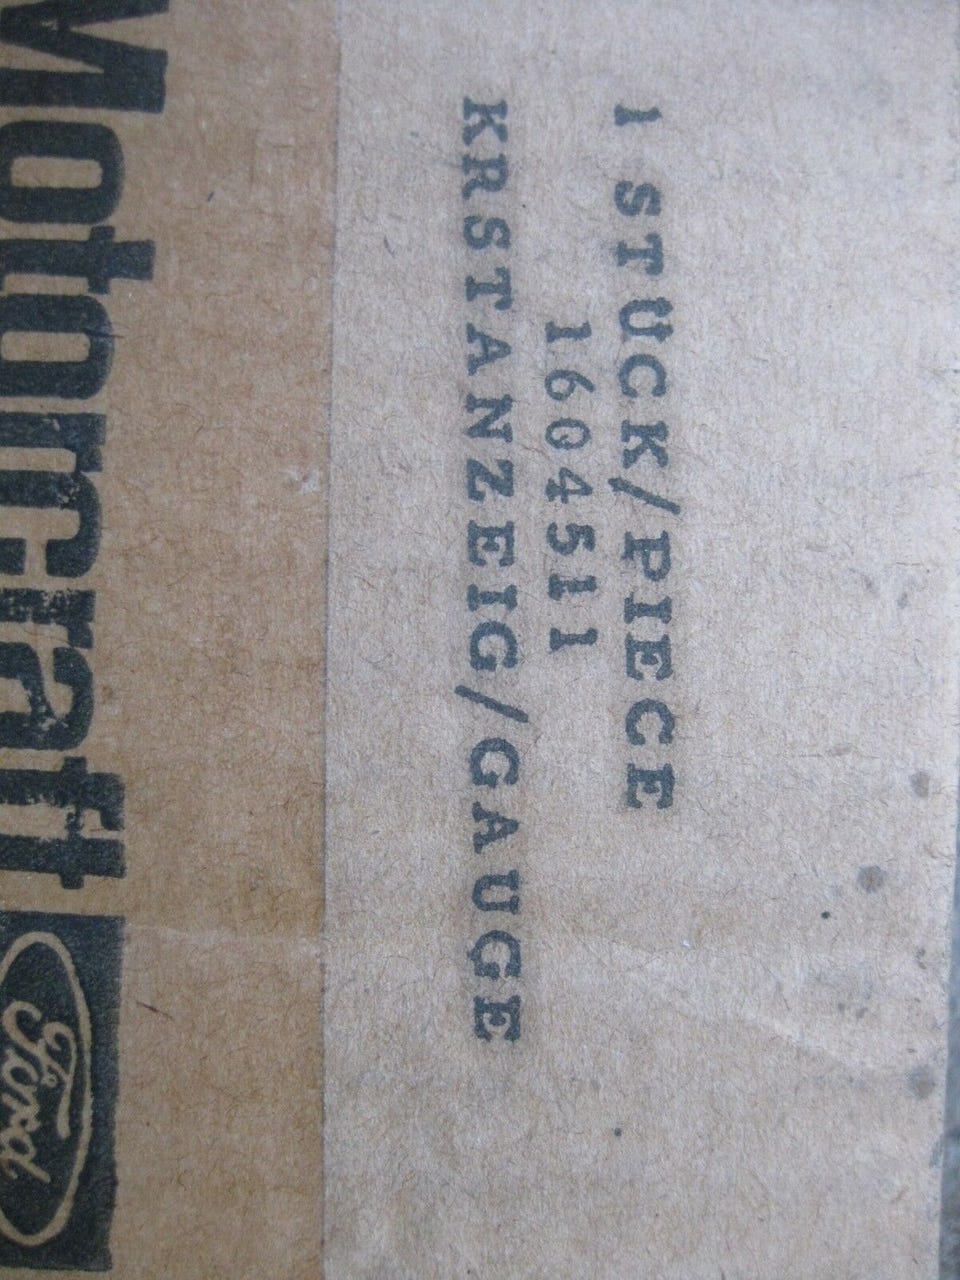 1 STUCK/PIECE
1604511
KRSTANZEIG/GAUGE
Motorcraft Ford